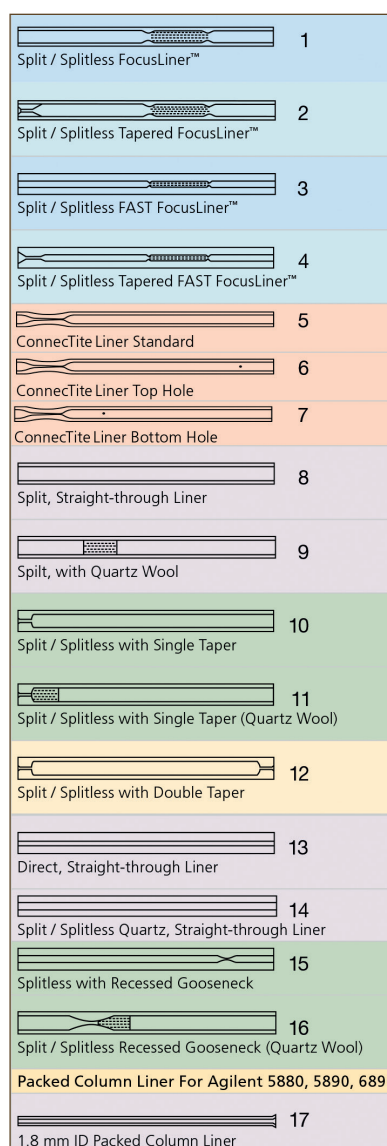 1
Split / Splitless FocusLiner™
2
Split / Splitless Tapered FocusLiner™
3
Split / Splitless FAST FocusLiner™
4
Split / Splitless Tapered FAST FocusLiner™
5
ConnecTite Liner Standard
6
ConnecTite Liner Top Hole
7
ConnecTite Liner Bottom Hole
8
Split, Straight-through Liner
9
Spilt, with Quartz Wool
10
Split / Splitless with Single Taper
11
Split / Splitless with Single Taper (Quartz Wool)
12
Split / Splitless with Double Taper
13
Direct, Straight-through Liner
14
Split / Splitless Quartz, Straight-through Liner
15
Splitless with Recessed Gooseneck
16
Split / Splitless Recessed Gooseneck (Quartz Wool)
Packed Column Liner For Agilent 5880, 5890, 689
17
1.8 mm ID Packed Column Liner